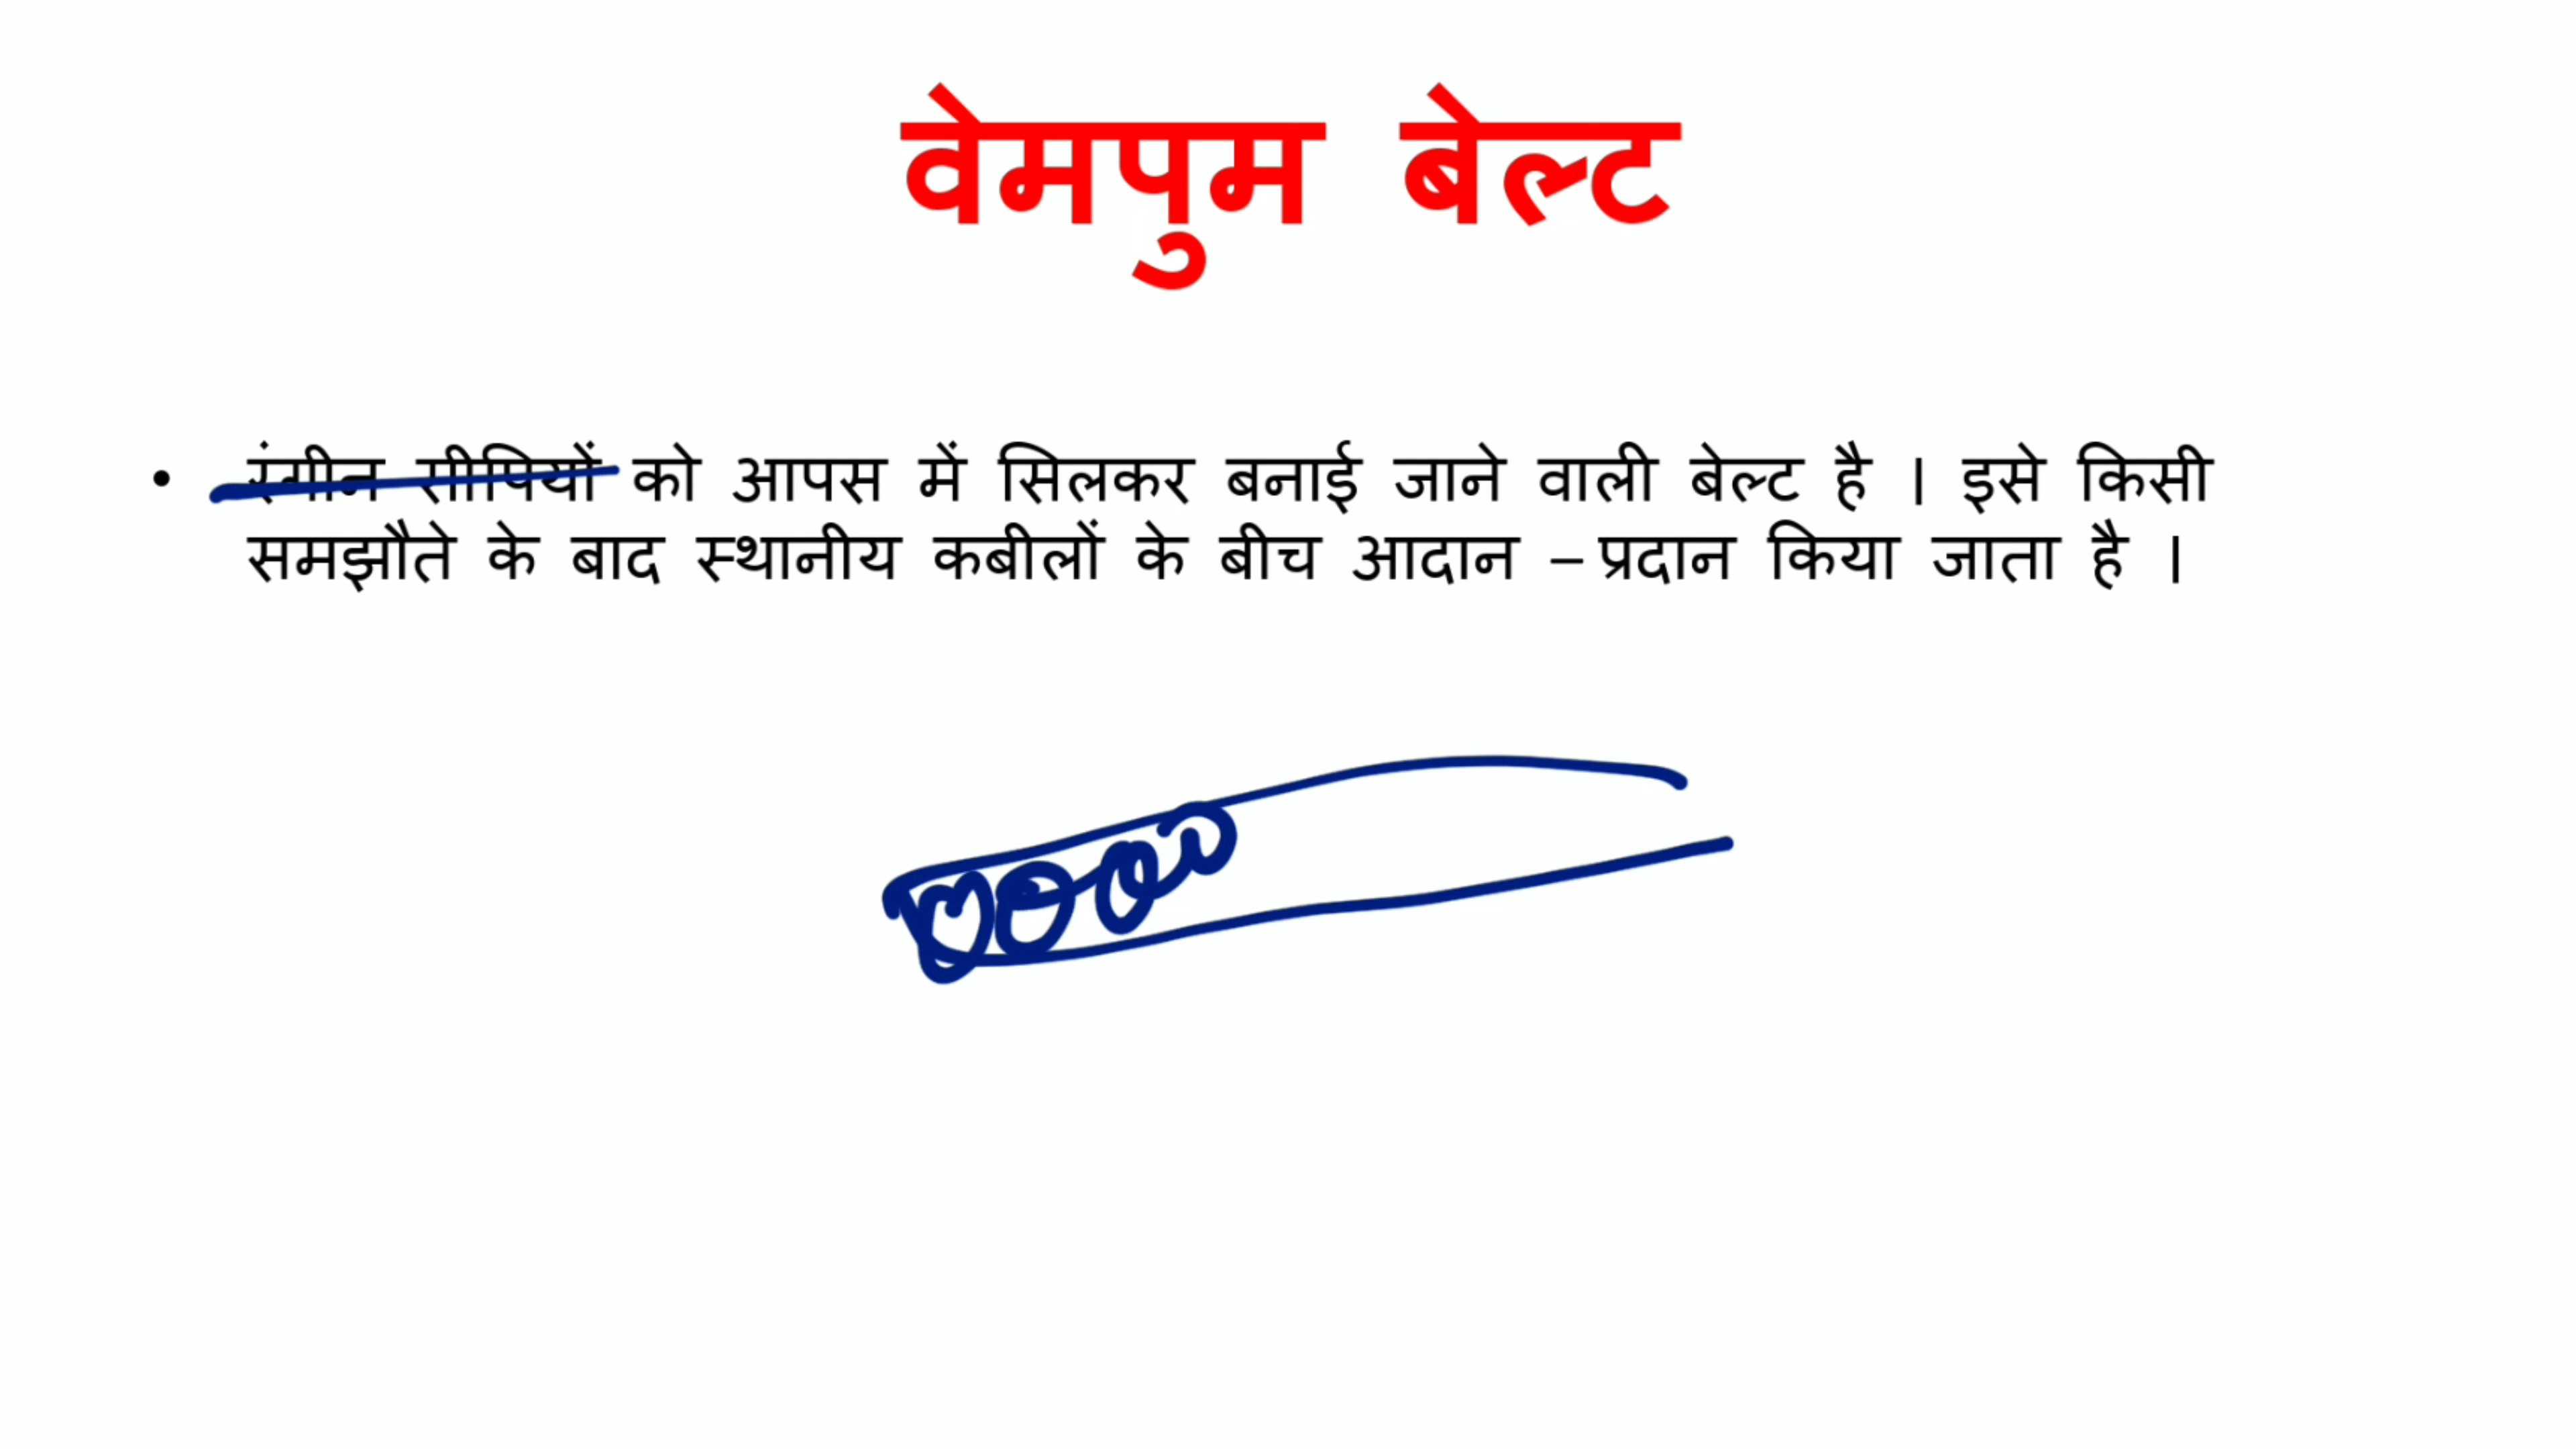 वेमपुम बेल्ट
• रंगीन सीपियों को आपस में सिलकर बनाई जाने वाली बेल्ट है । इसे किसी
समझौते के बाद स्थानीय कबीलों के बीच आदान – प्रदान किया जाता है ।